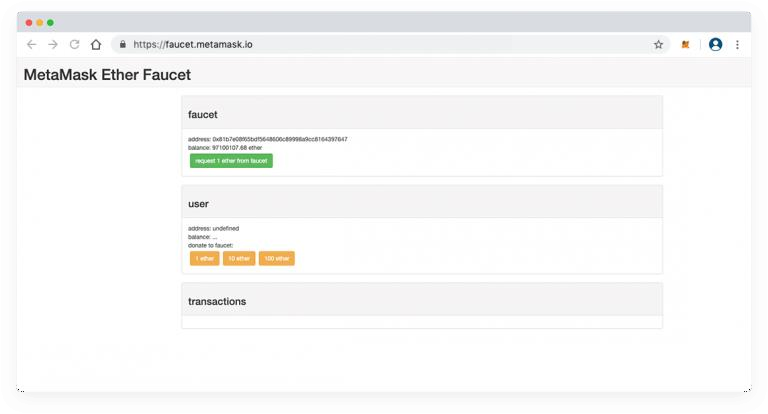 https://faucet.metamask.io
MetaMask Ether Faucet
faucet
address: 0x81b7e08f65bdf5648606c89998a9cc8164397647
balance: 97100107.68 ether
request 1 ether from faucet
user
address: undefined
balance: ...
donate to faucet:
1 ether 10 ether 100 ether
transactions